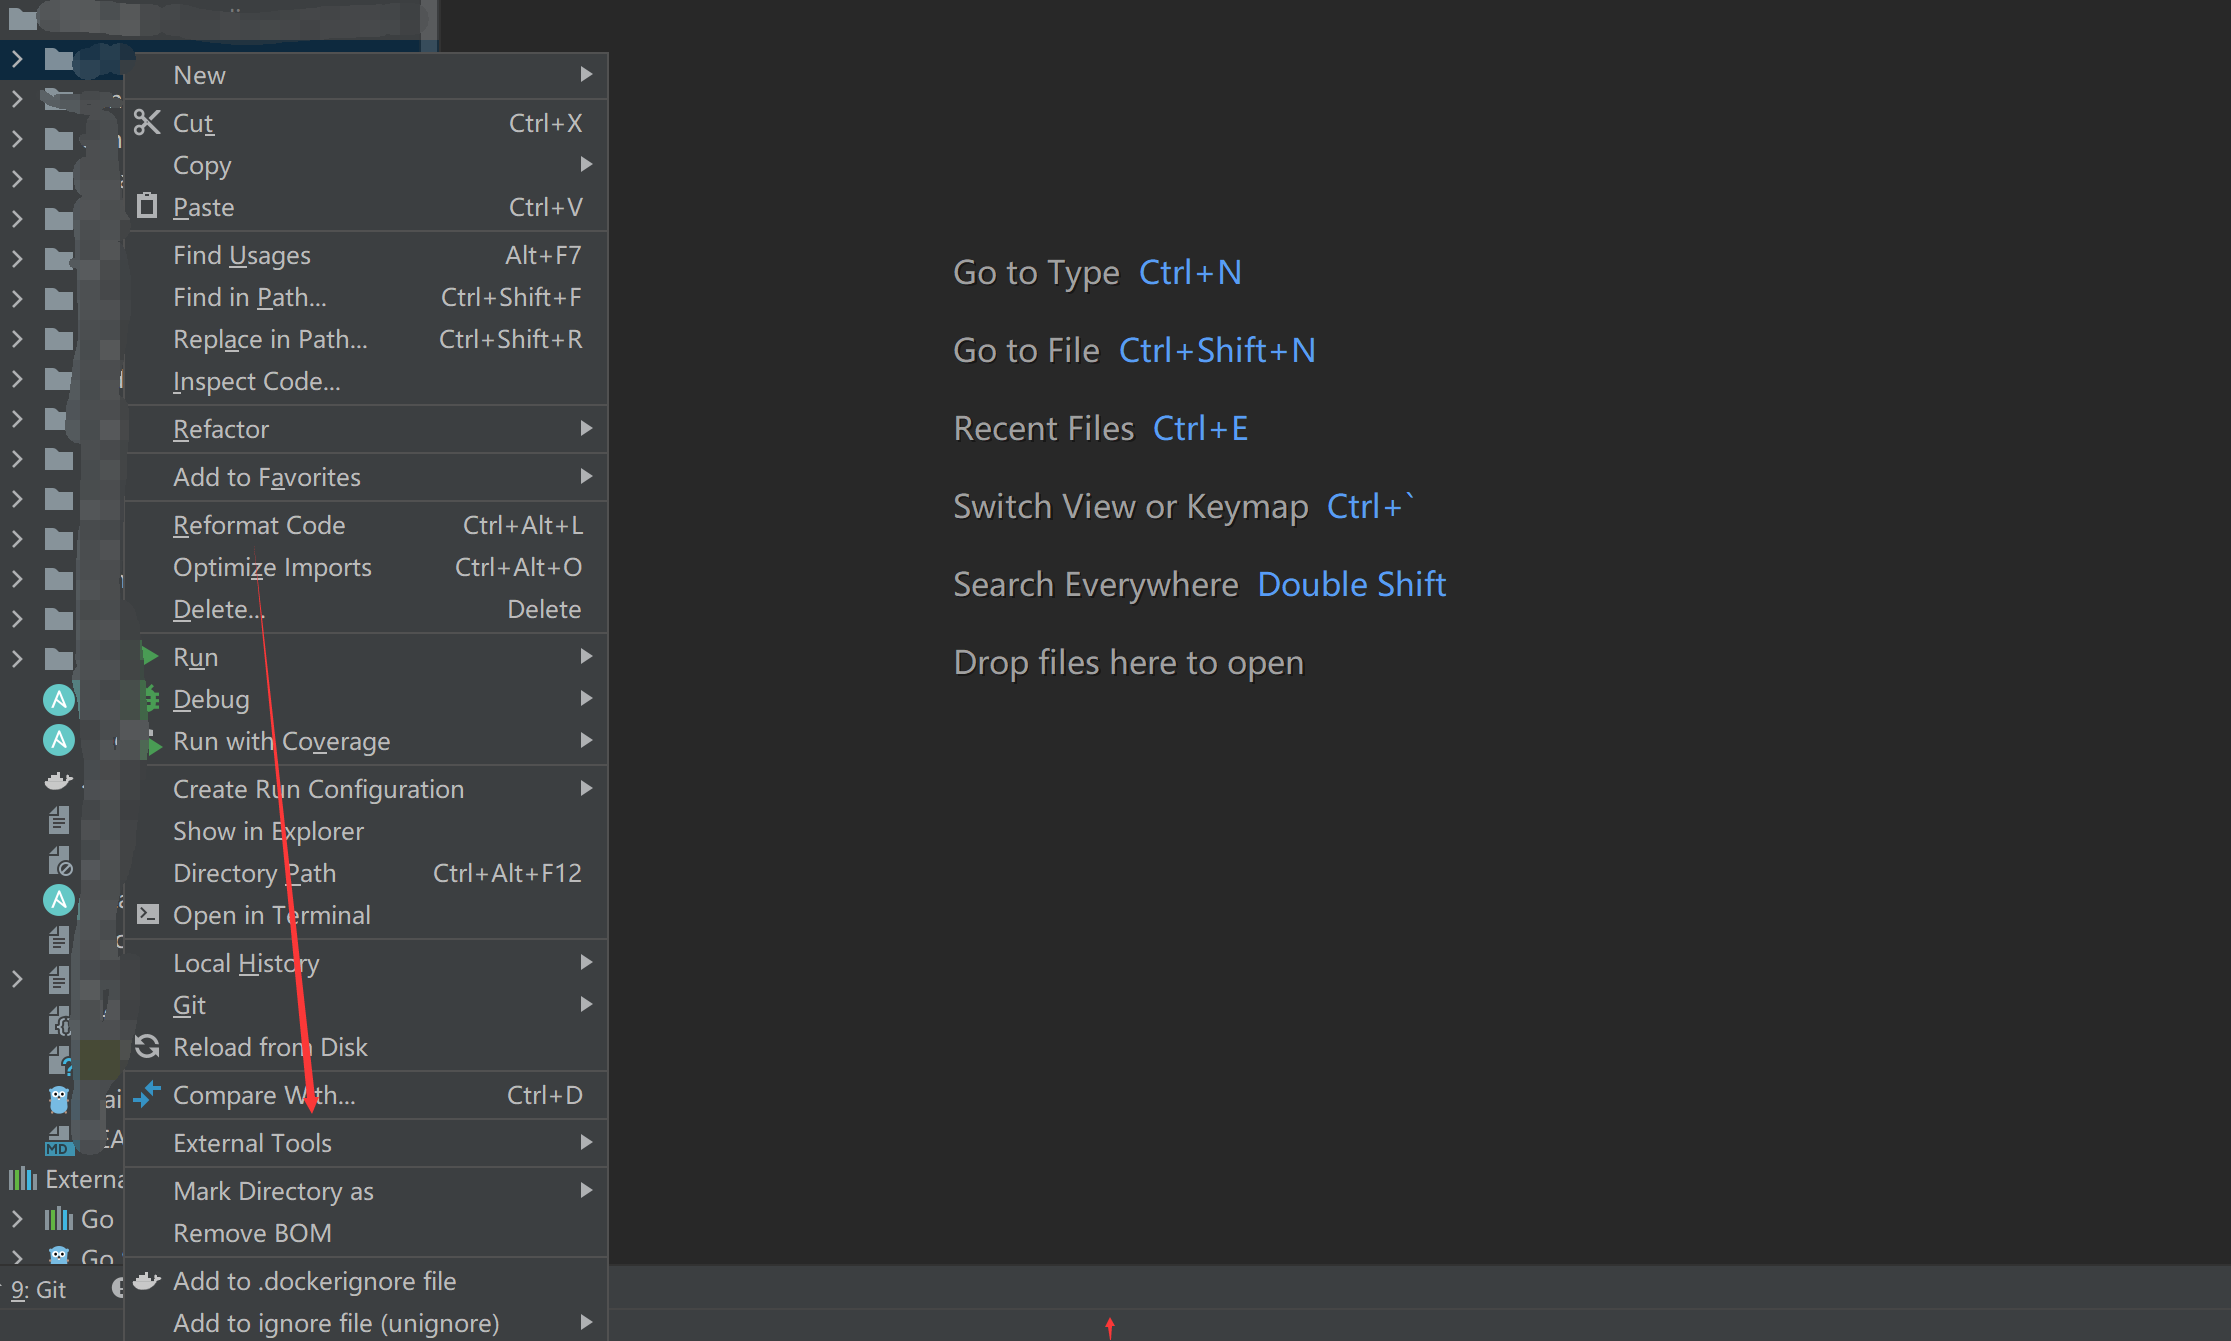 New
Cut Ctrl+X
Copy
Paste Ctrl+V
Find Usages Alt+F7
Find in Path... Ctrl+Shift+F
Replace in Path... Ctrl+Shift+R
Inspect Code...
Refactor
Add to Favorites
Reformat Code Ctrl+Alt+L
Optimize Imports Ctrl+Alt+O
Delete... Delete
Run
Debug
Run with Coverage
Create Run Configuration
Show in Explorer
Directory Path Ctrl+Alt+F12
Open in Terminal
Local History
Git
Reload from Disk
Compare With... Ctrl+D
External Tools
Mark Directory as
Remove BOM
Add to .dockerignore file
Add to ignore file (unignore)
MD
Go
Go
9: Git
Go to Type Ctrl+N
Go to File Ctrl+Shift+N
Recent Files Ctrl+E
Switch View or Keymap Ctrl+`
Search Everywhere Double Shift
Drop files here to open